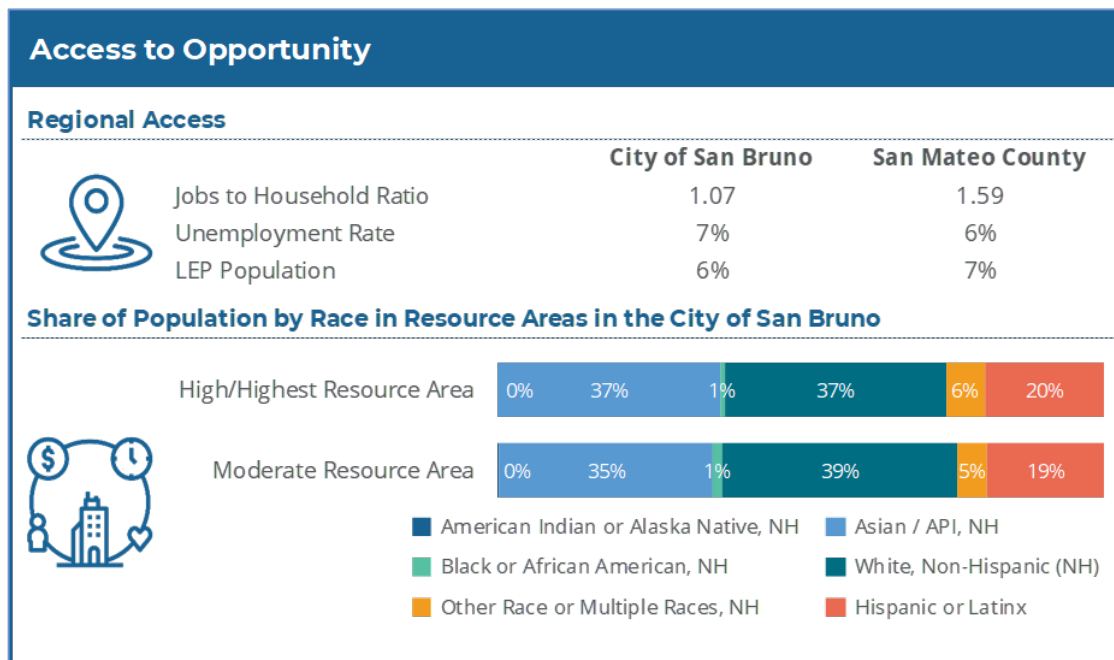 Access to Opportunity
Regional Access
City of San Bruno San Mateo County
Jobs to Household Ratio 1.07 1.59
Unemployment Rate 7% 6%
LEP Population 6% 7%
Share of Population by Race in Resource Areas in the City of San Bruno
High/Highest Resource Area 0% 37% 1% 37% 6% 20%
$
Moderate Resource Area 0% 35% 1% 39% 5% 19%
American Indian or Alaska Native, NH Asian / API, NH
Black or African American, NH White, Non-Hispanic (NH)
Other Race or Multiple Races, NH Hispanic or Latinx